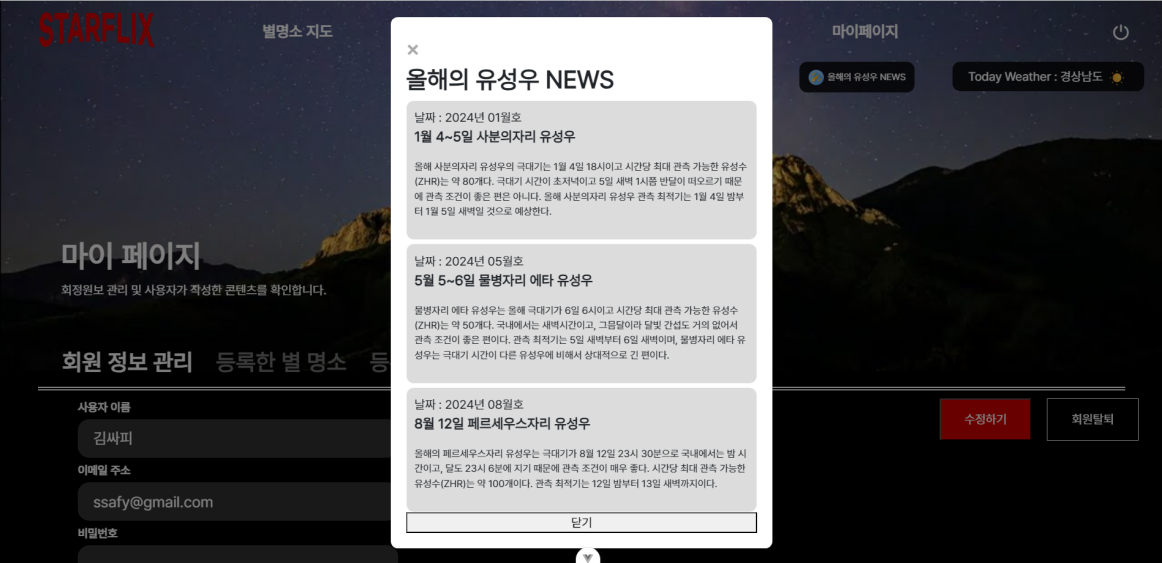 STARFLIX
별명소 지도
마이페이지
올해의 유성우 NEWS
Today Weather : 경상남도
×
올해의 유성우 NEWS
날짜 : 2024년 01월호
1월 4~5일 사분의자리 유성우
올해 사분의자리 유성우의 극대기는 1월 4일 18시이고 시간당 최대 관측 가능한 유성수
(ZHR)는 약 80개다. 극대기 시간이 초저녁이고 5일 새벽 1시쯤 반달이 떠오르기 때문
에 관측 조건이 좋은 편은 아니다. 올해 사분의자리 유성우 관측 최적기는 1월 4일 밤부
터 1월 5일 새벽일 것으로 예상한다.
날짜 : 2024년 05월호
5월 5~6일 물병자리 에타 유성우
물병자리 에타 유성우는 올해 극대기가 6일 6시이고 시간당 최대 관측 가능한 유성수
(ZHR)는 약 50개다. 국내에서는 새벽시간이고, 그믐달이라 달빛 간섭도 거의 없어서
관측 조건이 좋은 편이다. 관측 최적기는 5일 새벽부터 6일 새벽이며, 물병자리 에타 유
성우는 극대기 시간이 다른 유성우에 비해서 상대적으로 긴 편이다.
날짜 : 2024년 08월호
8월 12일 페르세우스자리 유성우
올해의 페르세우스자리 유성우는 극대기가 8월 12일 23시 30분으로 국내에서는 밤 시
간이고, 달도 23시 6분에 지기 때문에 관측 조건이 매우 좋다. 시간당 최대 관측 가능한
유성수(ZHR)는 약 100개이다. 관측 최적기는 12일 밤부터 13일 새벽까지이다.
닫기
마이 페이지
회정원보 관리 및 사용자가 작성한 컨텐츠를 확인합니다.
회원 정보 관리
등록한 별 명소
등
사용자 이름
김싸피
이메일 주소
ssafy@gmail.com
비밀번호
수정하기
회원탈퇴